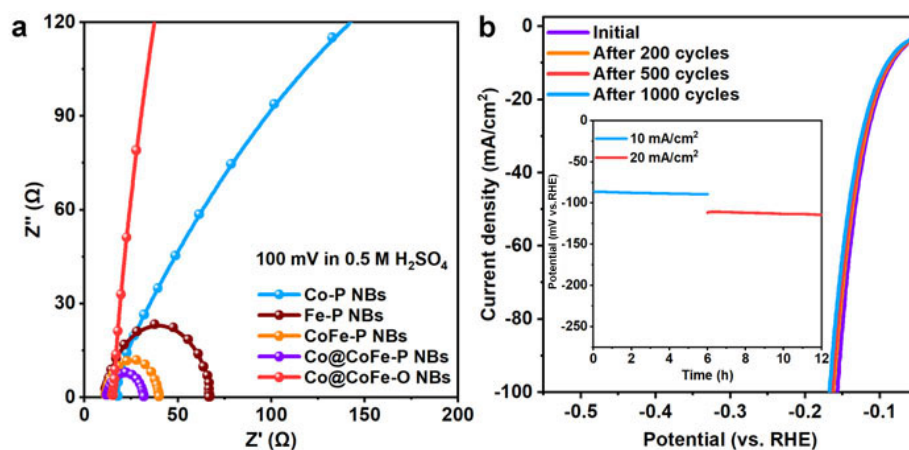 a
120
90
60
30
0
Z'' (Ω)
0
50
100
150
200
Z' (Ω)
100 mV in 0.5 M H₂SO₄
Co-P NBs
Fe-P NBs
CoFe-P NBs
Co@CoFe-P NBs
Co@CoFe-O NBs
b
0
-20
-40
-60
-80
-100
Current density (mA/cm²)
-0.5
-0.4
-0.3
-0.2
-0.1
Potential (vs. RHE)
Initial
After 200 cycles
After 500 cycles
After 1000 cycles
0
-50
-100
-150
-200
-250
Potential (mV vs.RHE)
10 mA/cm²
20 mA/cm²
0
2
4
6
8
10
12
Time (h)